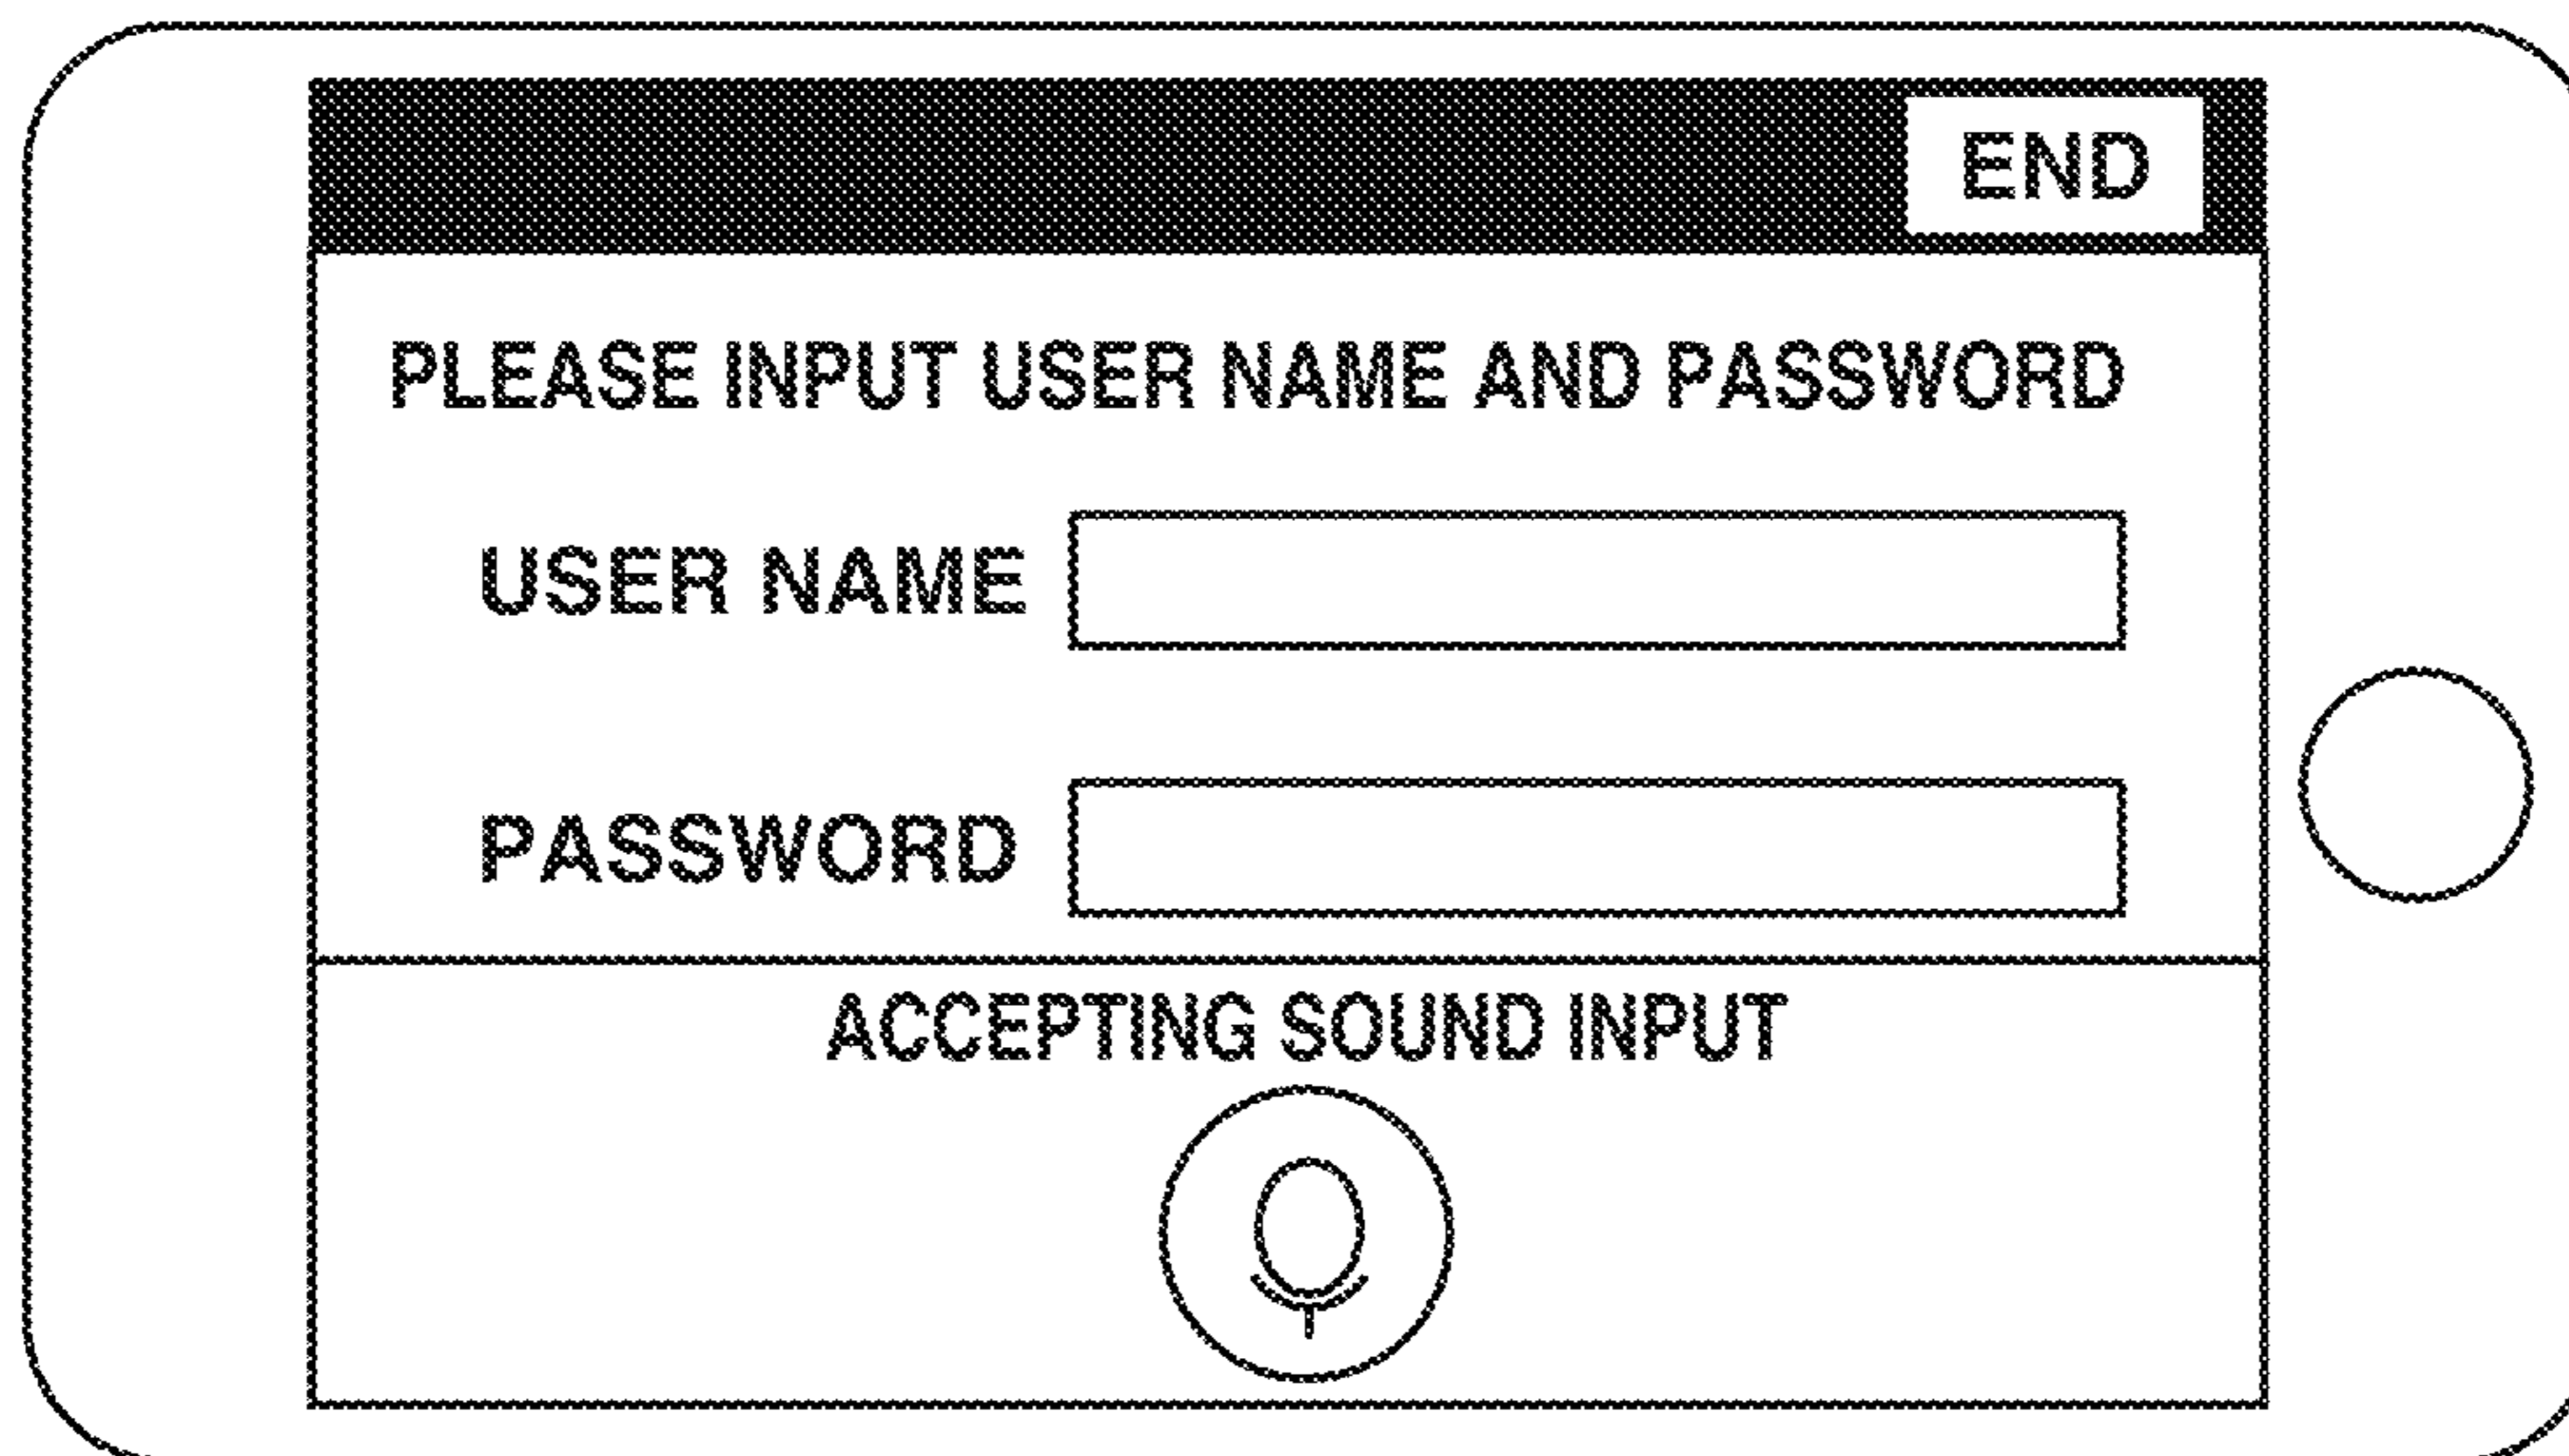 END
PLEASE INPUT USER NAME AND PASSWORD
USER NAME
PASSWORD
ACCEPTING SOUND INPUT